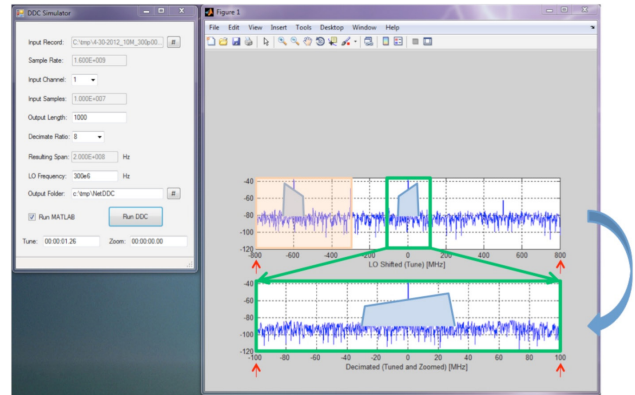 DDC Simulator
Input Record: C:\tmp\4-30-2012_10M_300p00... #
Sample Rate: 1.600E+009
Input Channel: 1
Input Samples: 1.000E+007
Output Length: 1000
Decimate Ratio: 8
Resulting Span: 2.000E+008 Hz
LO Frequency: 300e6 Hz
Output Folder: c:\tmp\NetDDC #
Run MATLAB Run DDC
Tune: 00:00:01.26 Zoom: 00:00:00.00
Figure 1
File Edit View Insert Tools Desktop Window Help
-40
-60
-80
-100
-120
-800 -600 -400 -200 0 200 400 600 800
LO Shifted (Tune) [MHz]
-40
-60
-80
-100
-120
-100 -80 -60 -40 -20 0 20 40 60 80 100
Decimated (Tuned and Zoomed) [MHz]